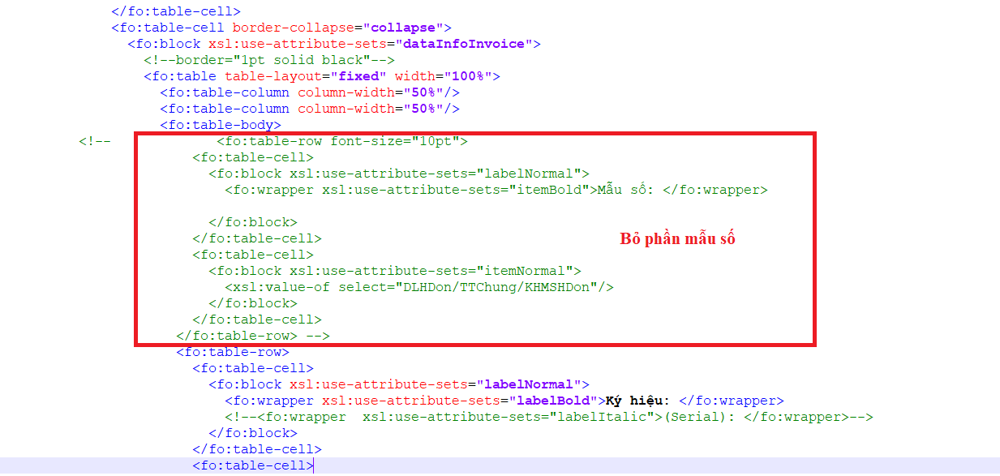 </fo:table-cell>
<fo:table-cell border-collapse="collapse">
<fo:block xsl:use-attribute-sets="dataInfoInvoice">
<!--border="1pt solid black"-->
<fo:table table-layout="fixed" width="100%">
<fo:table-column column-width="50%"/>
<fo:table-column column-width="50%"/>
<fo:table-body>
<!-- <fo:table-row font-size="10pt">
<fo:table-cell>
<fo:block xsl:use-attribute-sets="labelNormal">
<fo:wrapper xsl:use-attribute-sets="itemBold">Mẫu số: </fo:wrapper>
</fo:block>
</fo:table-cell>
Bỏ phần mẫu số
<fo:table-cell>
<fo:block xsl:use-attribute-sets="itemNormal">
<xsl:value-of select="DLHDon/TTChung/KHMSHDon"/>
</fo:block>
</fo:table-cell>
</fo:table-row> -->
<fo:table-row>
<fo:table-cell>
<fo:block xsl:use-attribute-sets="labelNormal">
<fo:wrapper xsl:use-attribute-sets="labelBold">Ký hiệu: </fo:wrapper>
<!--<fo:wrapper  xsl:use-attribute-sets="labelItalic">(Serial): </fo:wrapper>-->
</fo:block>
</fo:table-cell>
<fo:table-cell>